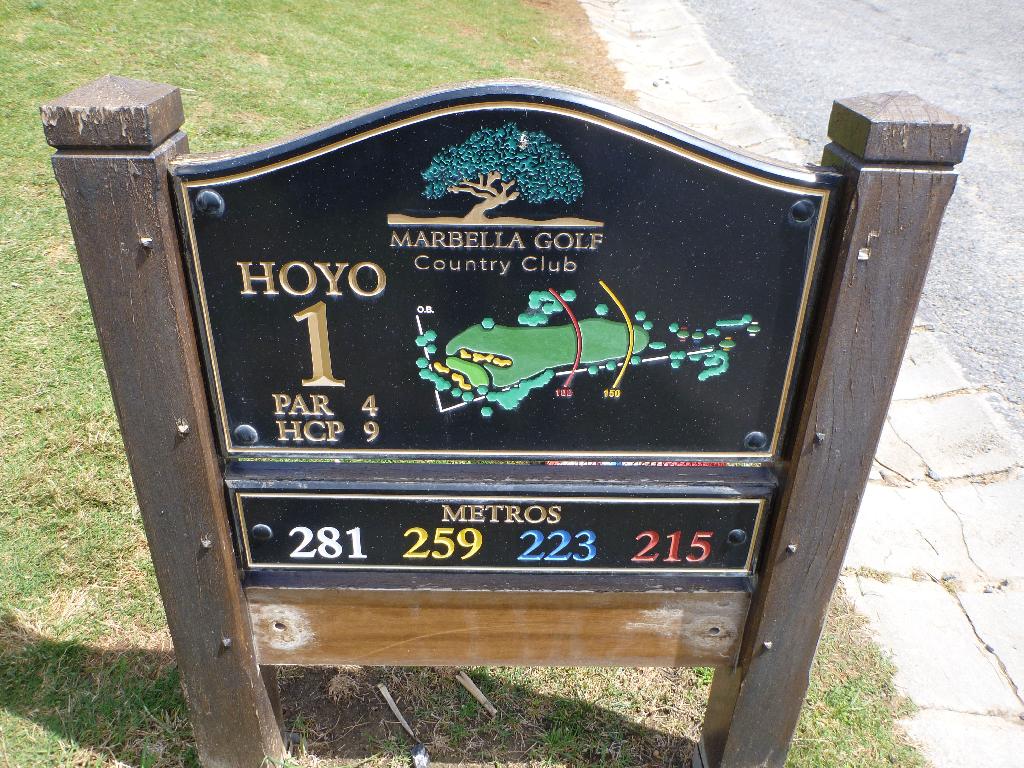 MARBELLA GOLF
Country Club
HOYO
1
PAR 4
HCP 9
O.B.
100 150
METROS
281 259 223 215